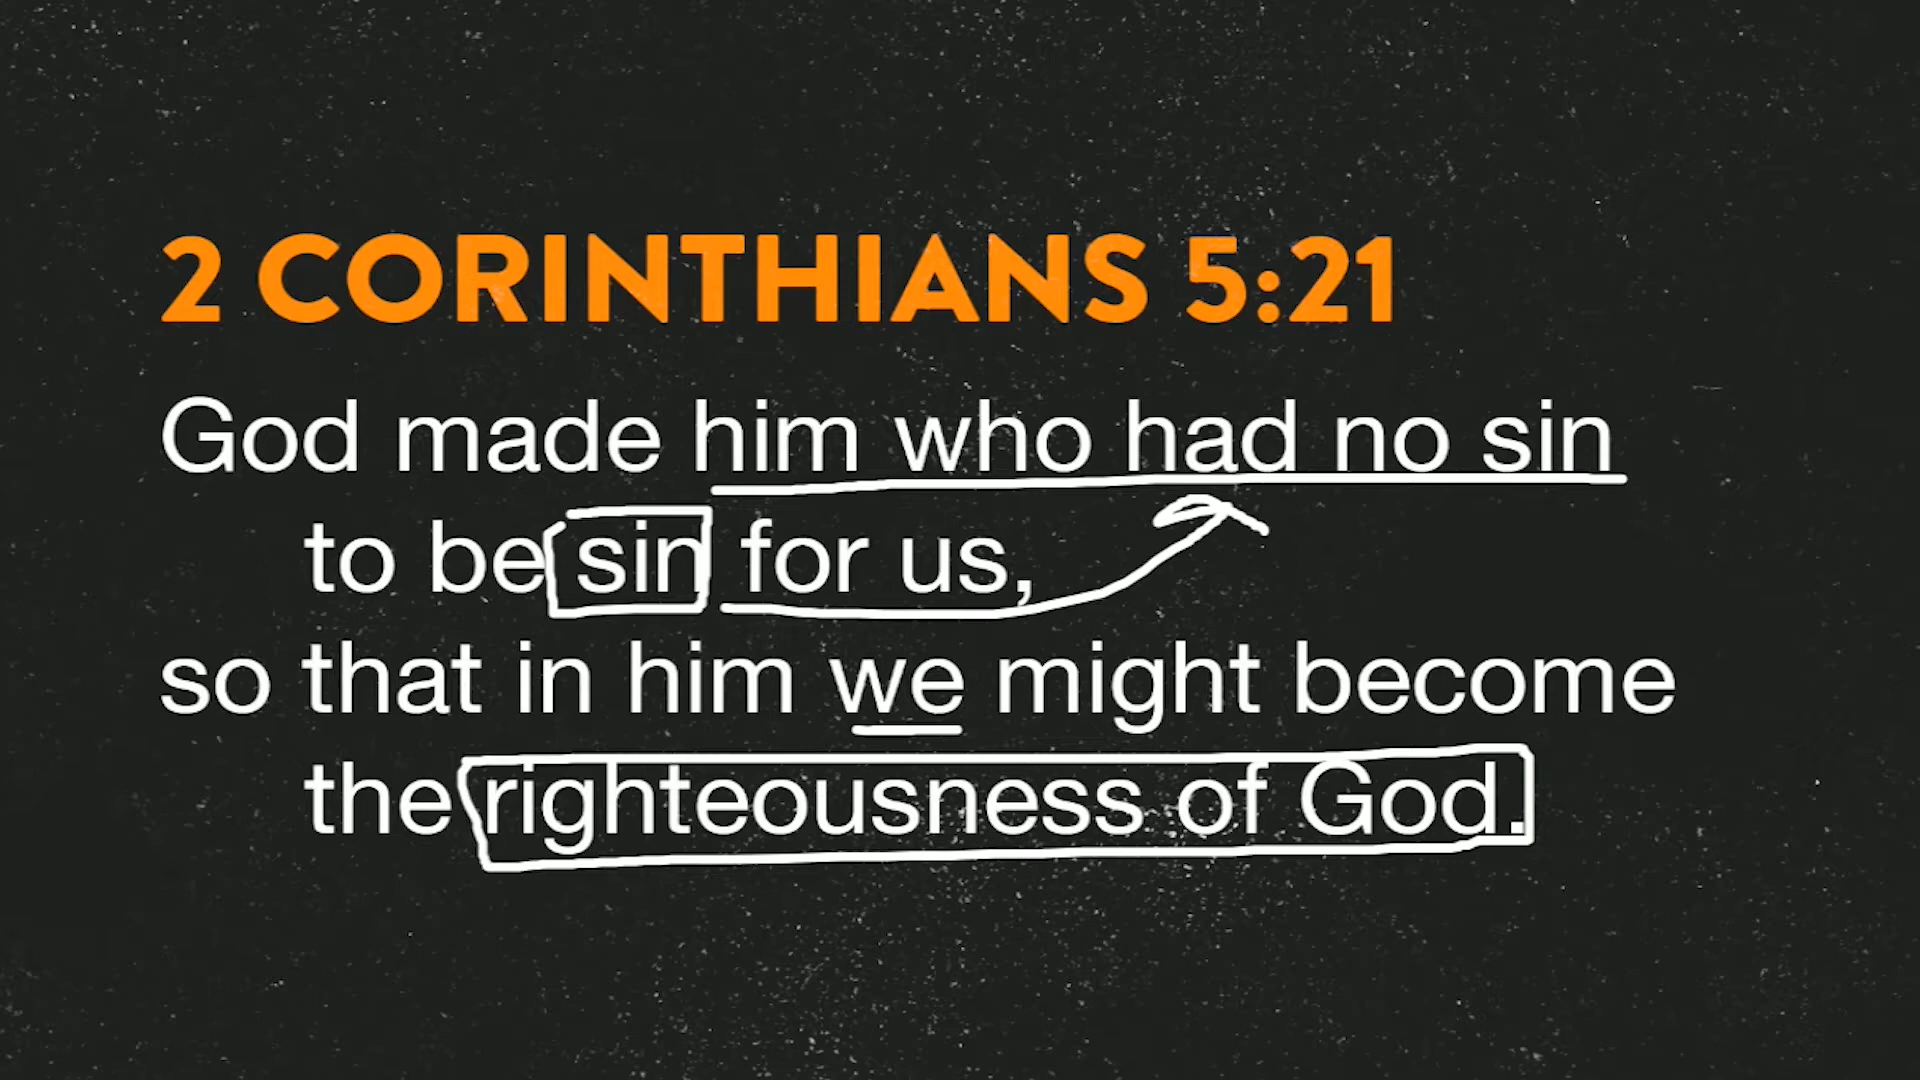 2 CORINTHIANS 5:21
God made him who had no sin
to be sin for us,
so that in him we might become
the righteousness of God.